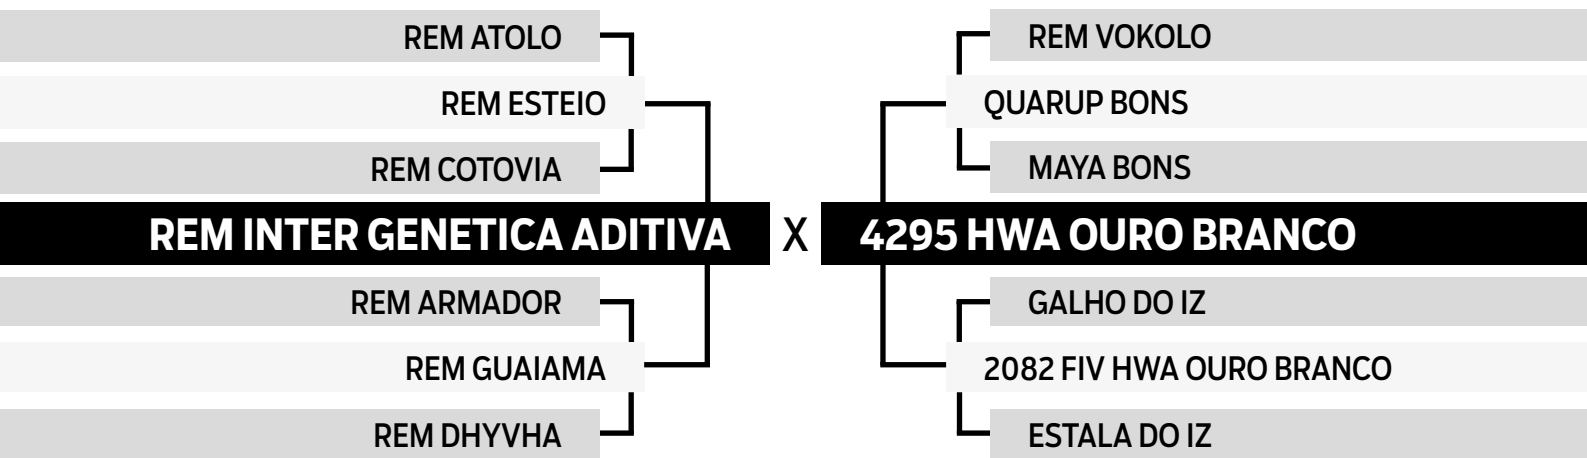 REM ATOLO
REM ESTEIO
REM COTOVIA
REM INTER GENETICA ADITIVA
REM ARMADOR
REM GUAIAMA
REM DHYVHA
X
REM VOKOLO
QUARUP BONS
MAYA BONS
4295 HWA OURO BRANCO
GALHO DO IZ
2082 FIV HWA OURO BRANCO
ESTALA DO IZ